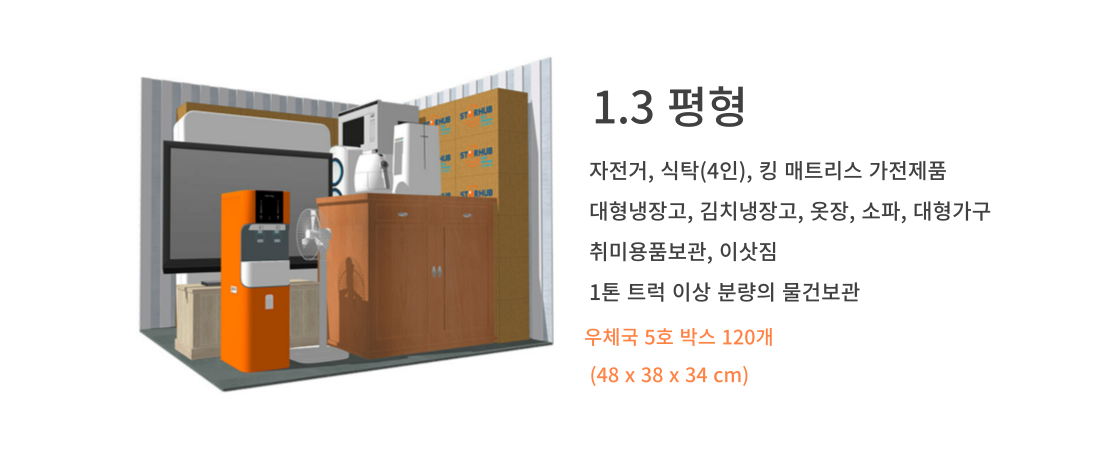 1.3 평형
자전거, 식탁(4인), 킹 매트리스 가전제품
대형냉장고, 김치냉장고, 옷장, 소파, 대형가구
취미용품보관, 이삿짐
1톤 트럭 이상 분량의 물건보관
우체국 5호 박스 120개
(48 x 38 x 34 cm)
STORHUB
STORHUB
STORHUB